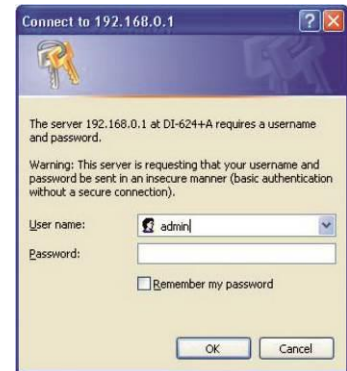 Connect to 192.168.0.1
The server 192.168.0.1 at DI-624+A requires a username
and password.
Warning: This server is requesting that your username and
password be sent in an insecure manner (basic authentication
without a secure connection).
User name:
admin
Password:
Remember my password
OK
Cancel